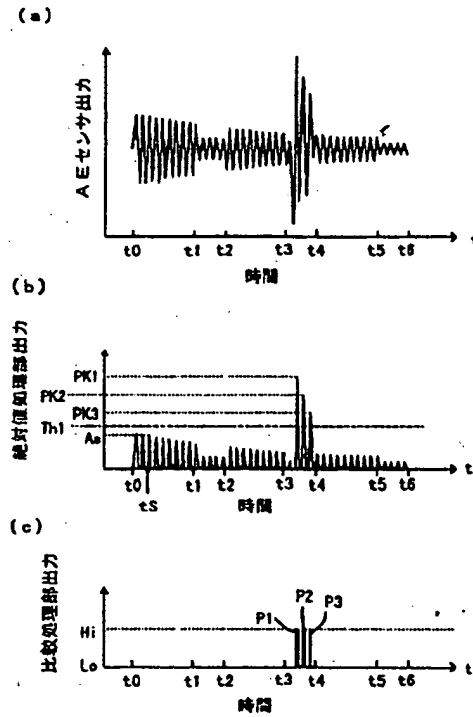 (a)
AEセンサ出力
t0 t1 t2 t3 t4 t5 t6
時間
(b)
絶対値処理部出力
PK1
PK2
PK3
Th1
t0 t1 t2 t3 t4 t5 t6 t
tS
時間
(c)
比較処理部出力
P1 P2 P3
Hi
Lo
t0 t1 t2 t3 t4 t5 t6 t
時間